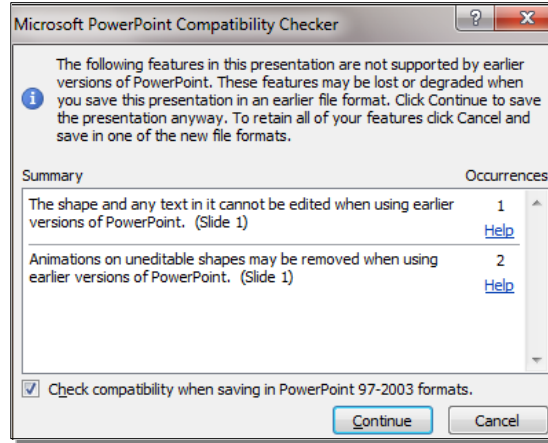 Microsoft PowerPoint Compatibility Checker
The following features in this presentation are not supported by earlier
versions of PowerPoint. These features may be lost or degraded when
you save this presentation in an earlier file format. Click Continue to save
the presentation anyway. To retain all of your features click Cancel and
save in one of the new file formats.
Summary Occurrences
The shape and any text in it cannot be edited when using earlier 1
versions of PowerPoint. (Slide 1) Help
Animations on uneditable shapes may be removed when using 2
earlier versions of PowerPoint. (Slide 1) Help
Check compatibility when saving in PowerPoint 97-2003 formats.
Continue Cancel